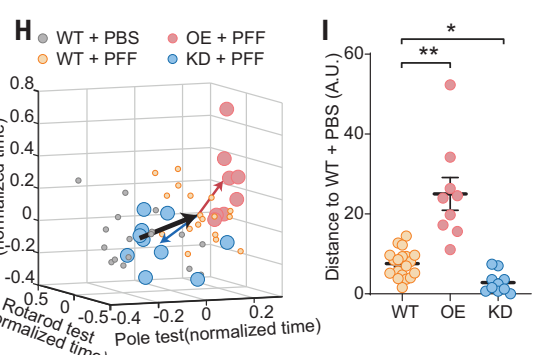 H
WT + PBS
OE + PFF
WT + PFF
KD + PFF
0.8
0.6
0.4
0.2
0
-0.2
-0.4
0.5
0
-0.5
-0.4
-0.2
0
0.2
Rotarod test
Pole test(normalized time)
I
Distance to WT + PBS (A.U.)
60
40
20
0
*
**
WT
OE
KD